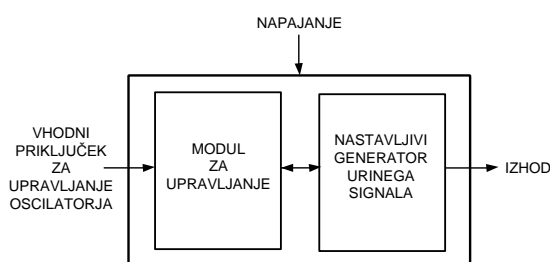 NAPAJANJE
VHODNI
PRIKLJUČEK
ZA
UPRAVLJANJE
OSCILATORJA
MODUL
ZA
UPRAVLJANJE
NASTAVLJIVI
GENERATOR
URINEGA
SIGNALA
IZHOD